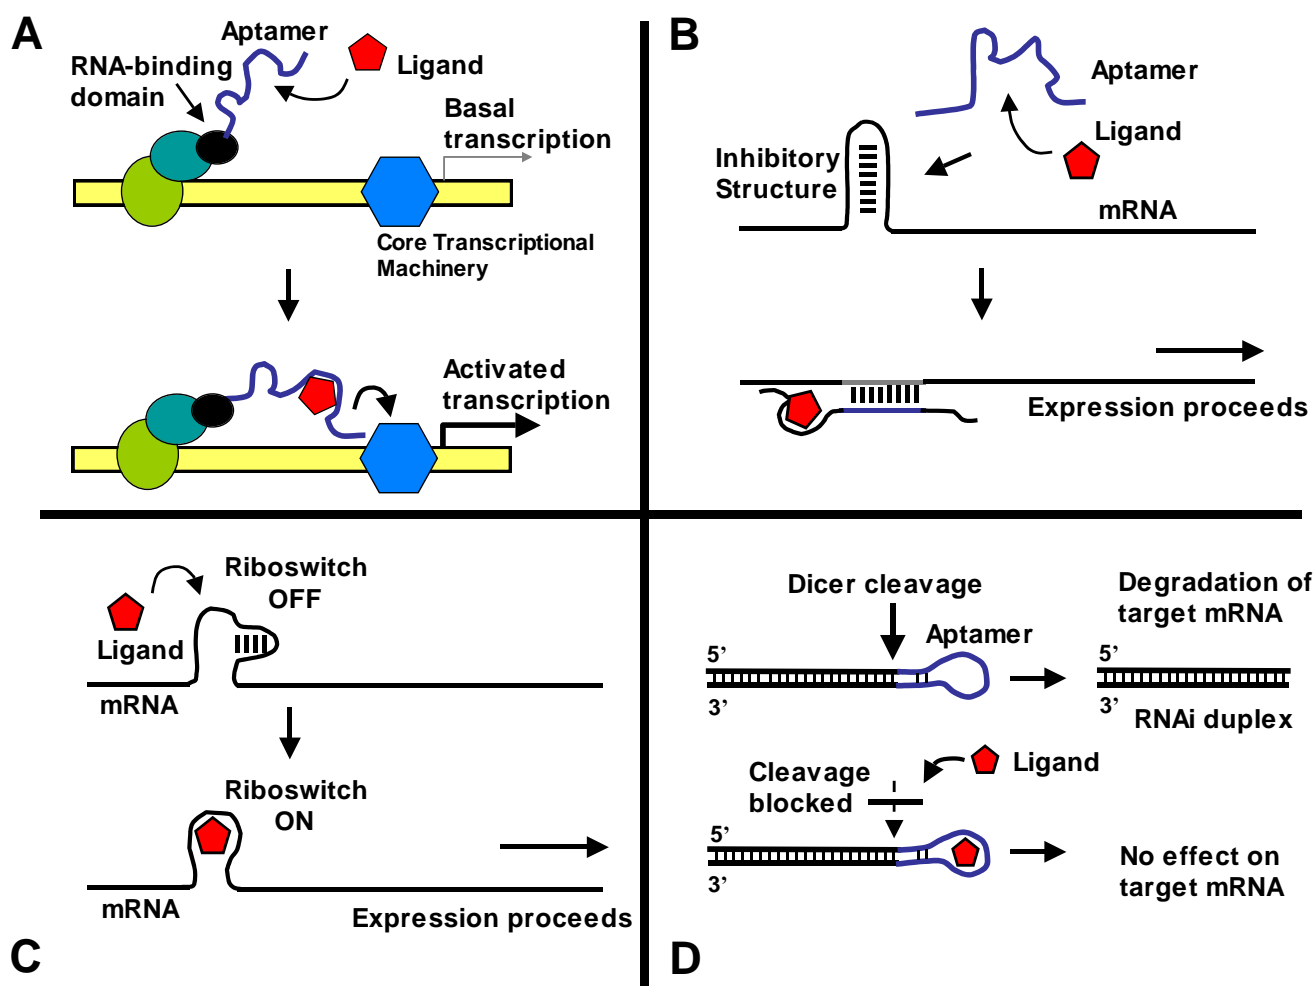 A
Aptamer
RNA-binding
domain
Ligand
Basal
transcription
Core Transcriptional
Machinery
Activated
transcription
B
Aptamer
Ligand
Inhibitory
Structure
mRNA
Expression proceeds
Riboswitch
OFF
Ligand
mRNA
Riboswitch
ON
mRNA
Expression proceeds
C
Dicer cleavage
Aptamer
5’
3’
Degradation of
target mRNA
5’
3’
RNAi duplex
Ligand
Cleavage
blocked
5’
3’
No effect on
target mRNA
D